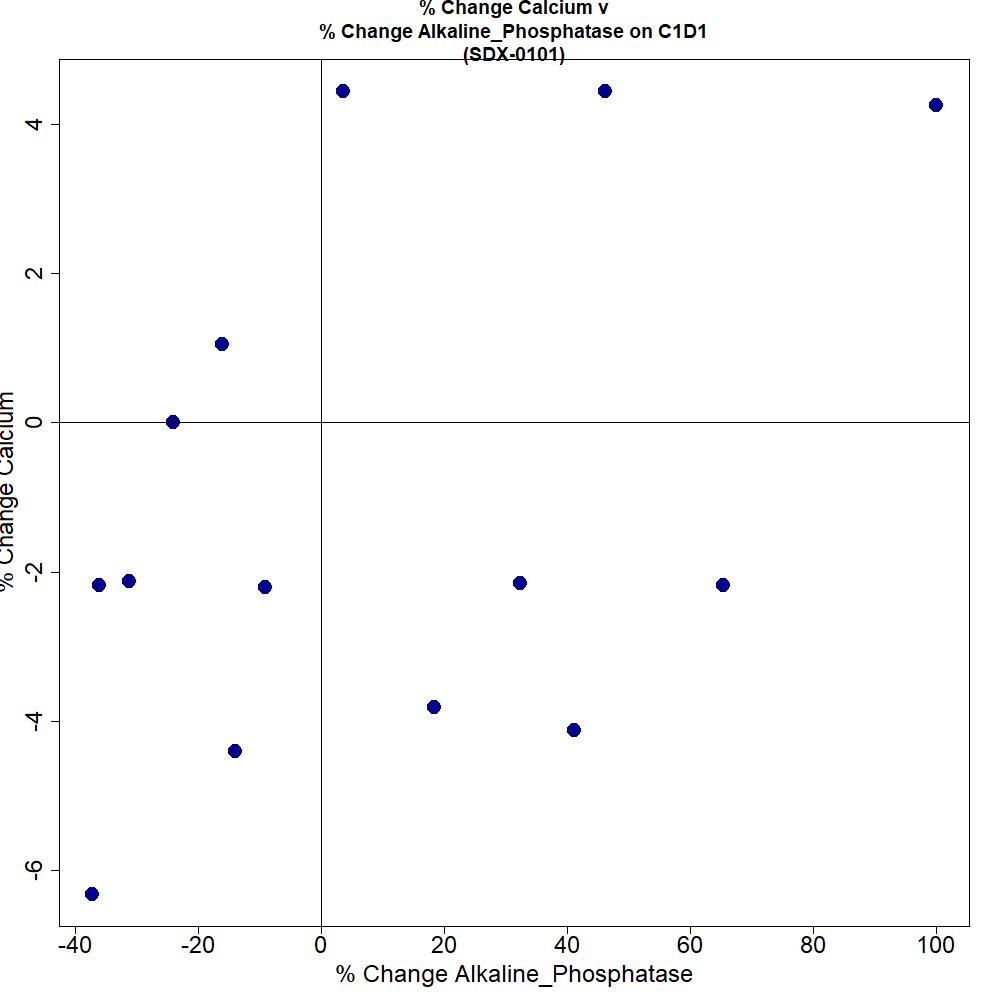 % Change Calcium v
% Change Alkaline_Phosphatase on C1D1
(SDX-0101)
% Change Calcium
4
2
0
-2
-4
-6
-40
-20
0
20
40
60
80
100
% Change Alkaline_Phosphatase